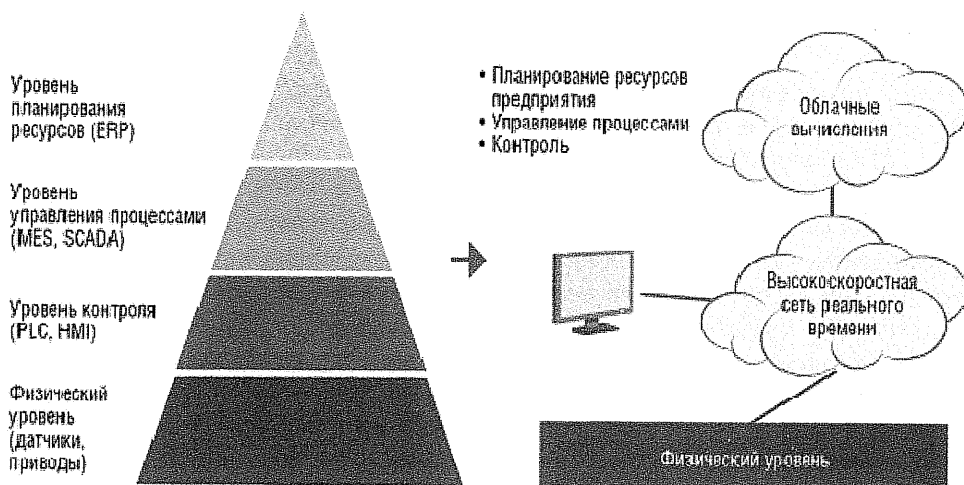 Уровень
планирования
ресурсов (ERP)
Уровень
управления процессами
(MES, SCADA)
Уровень контроля
(PLC, HMI)
Физический
уровень
(датчики,
приводы)
• Планирование ресурсов
предприятия
• Управление процессами
• Контроль
Облачные
вычисления
Высокоскоростная
сеть реального
времени
Физический уровень